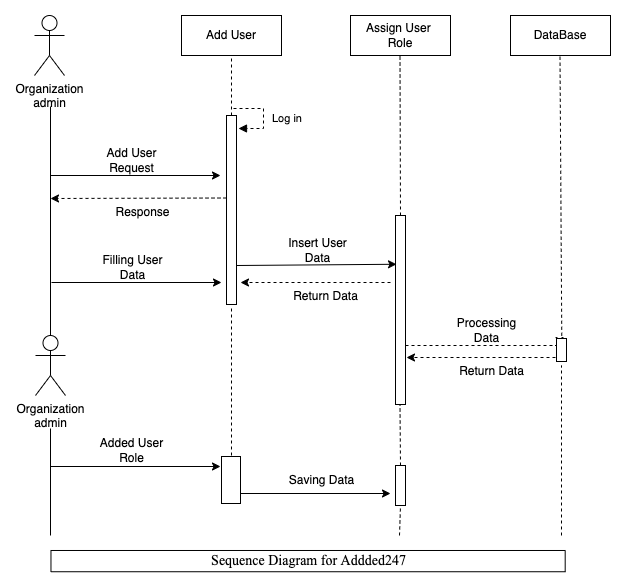 Add User
Assign User
Role
DataBase
Organization
admin
Log in
Add User
Request
Response
Insert User
Data
Filling User
Data
Return Data
Processing
Data
Return Data
Organization
admin
Added User
Role
Saving Data
Sequence Diagram for Addded247